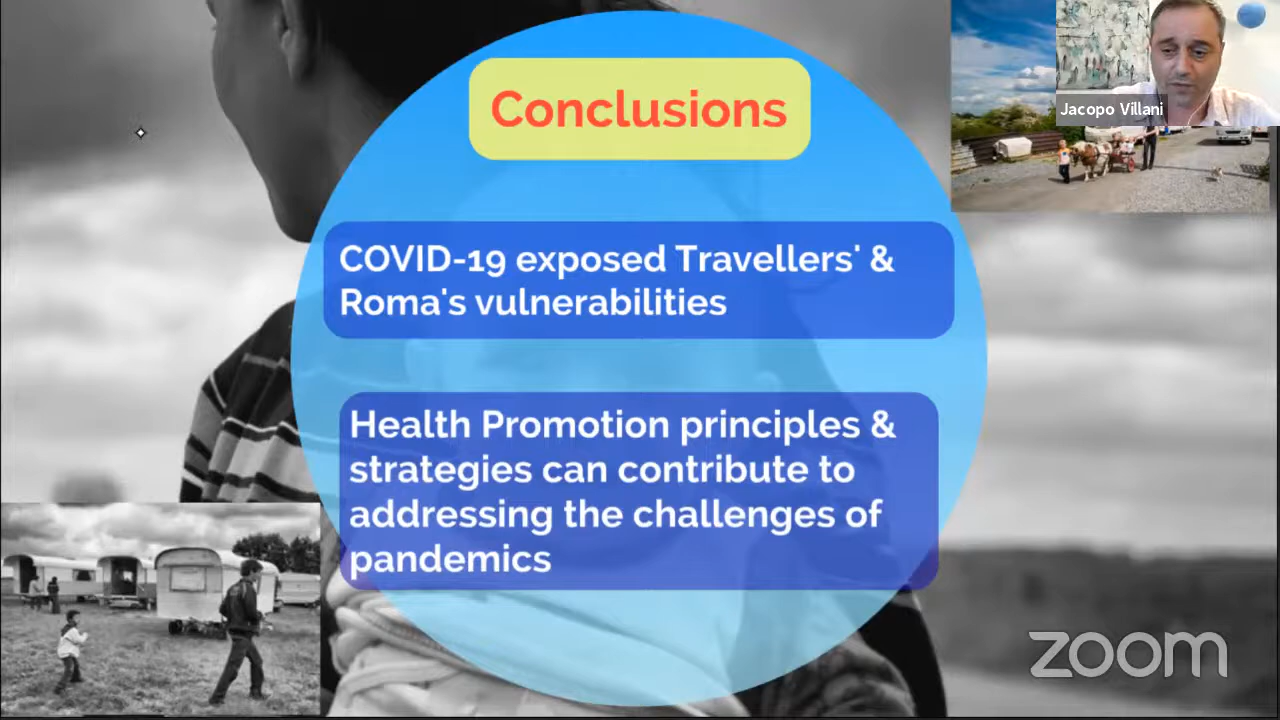 Conclusions
Jacopo Villani
COVID-19 exposed Travellers' &
Roma's vulnerabilities
Health Promotion principles &
strategies can contribute to
addressing the challenges of
pandemics
zoom